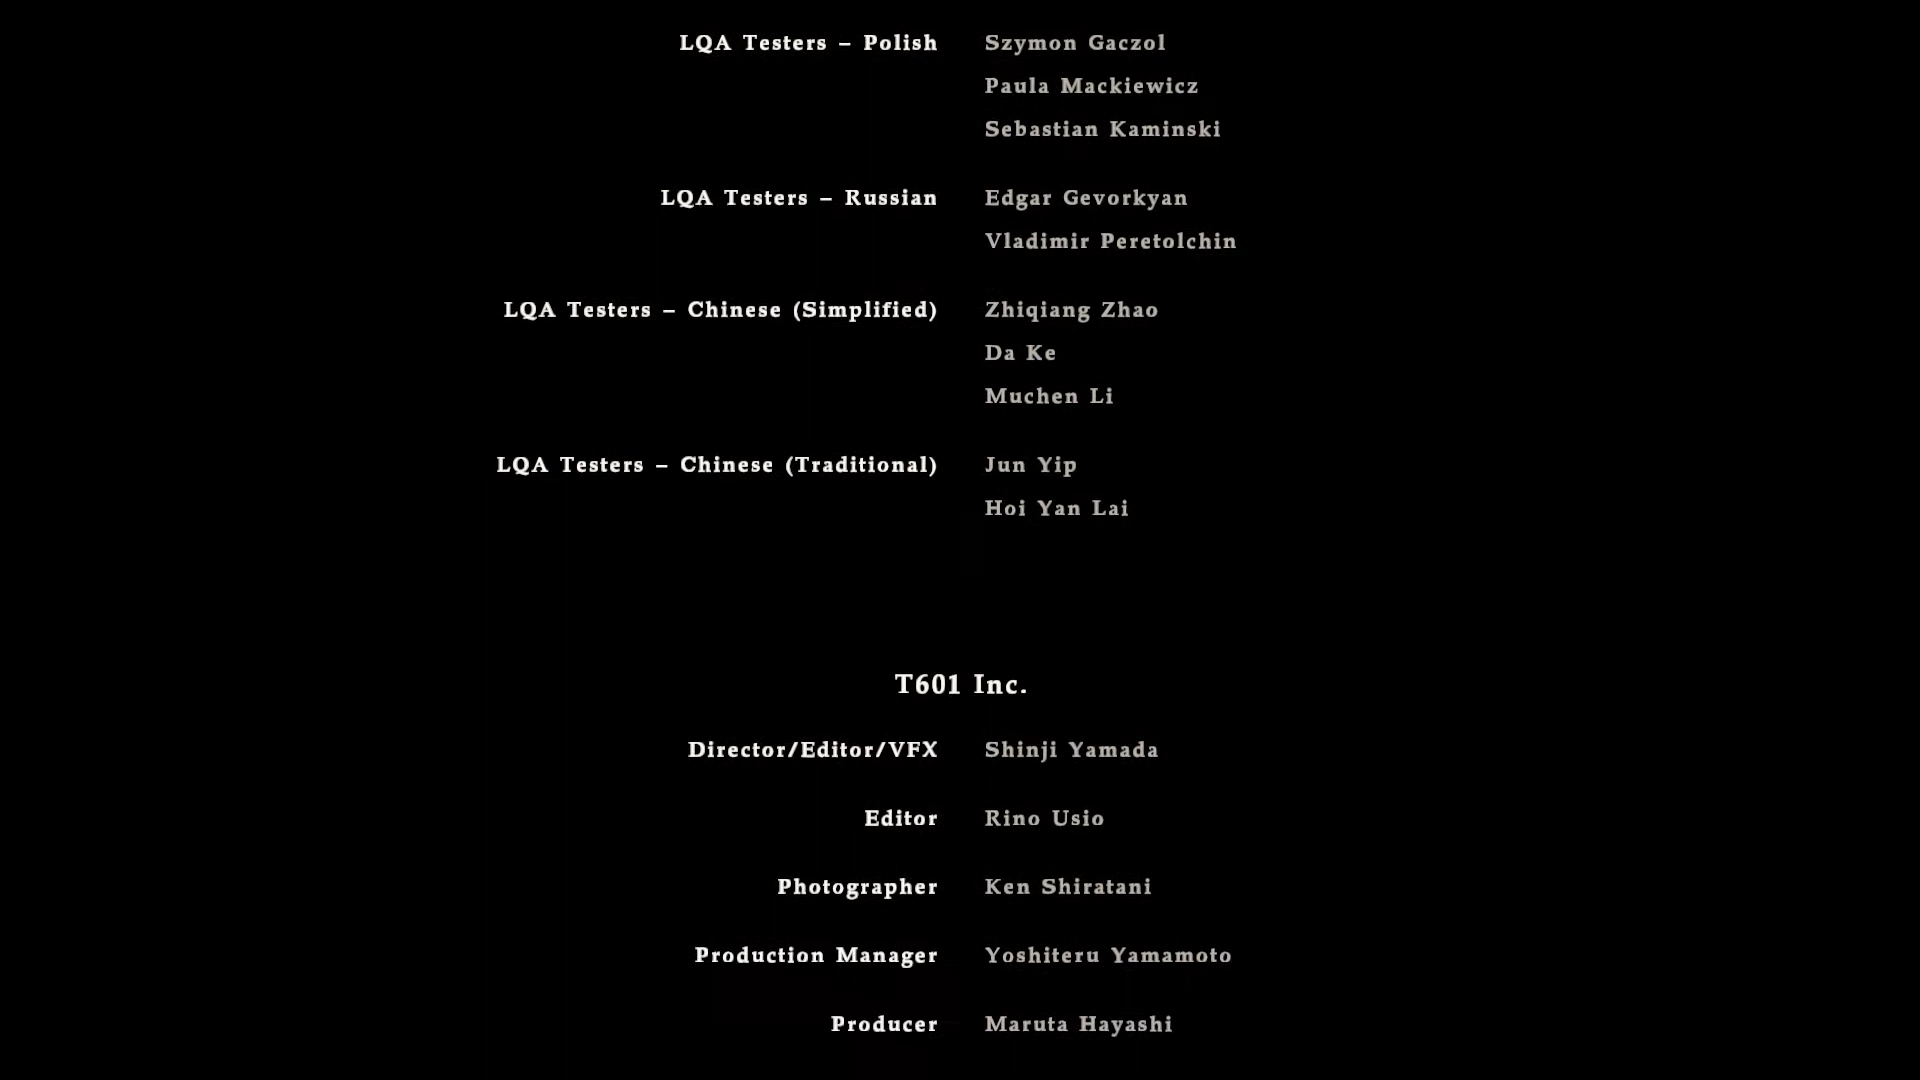 LQA Testers – Polish Szymon Gaczol
Paula Mackiewicz
Sebastian Kaminski
LQA Testers – Russian Edgar Gevorkyan
Vladimir Peretolchin
LQA Testers – Chinese (Simplified) Zhiqiang Zhao
Da Ke
Muchen Li
LQA Testers – Chinese (Traditional) Jun Yip
Hoi Yan Lai
T601 Inc.
Director/Editor/VFX Shinji Yamada
Editor Rino Usio
Photographer Ken Shiratani
Production Manager Yoshiteru Yamamoto
Producer Maruta Hayashi